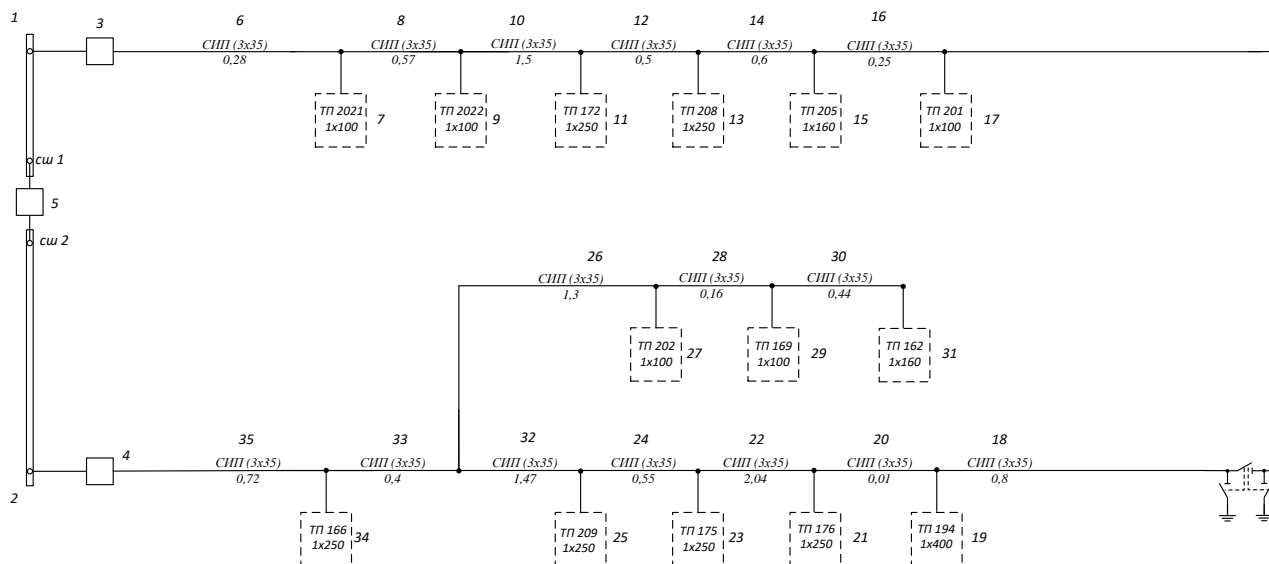 1
3
6
8
10
12
14
16
СИП (3х35)
0,28
СИП (3х35)
0,57
СИП (3х35)
1,5
СИП (3х35)
0,5
СИП (3х35)
0,6
СИП (3х35)
0,25
ТП 2021
1х100
7
ТП 2022
1х100
9
ТП 172
1х250
11
ТП 208
1х250
13
ТП 205
1х160
15
ТП 201
1х100
17
сш 1
5
сш 2
26
28
30
СИП (3х35)
1,3
СИП (3х35)
0,16
СИП (3х35)
0,44
ТП 202
1х100
27
ТП 169
1х100
29
ТП 162
1х160
31
35
33
32
24
22
20
18
4
СИП (3х35)
0,72
СИП (3х35)
0,4
СИП (3х35)
1,47
СИП (3х35)
0,55
СИП (3х35)
2,04
СИП (3х35)
0,01
СИП (3х35)
0,8
2
ТП 166
1х250
34
ТП 209
1х250
25
ТП 175
1х250
23
ТП 176
1х250
21
ТП 194
1х400
19